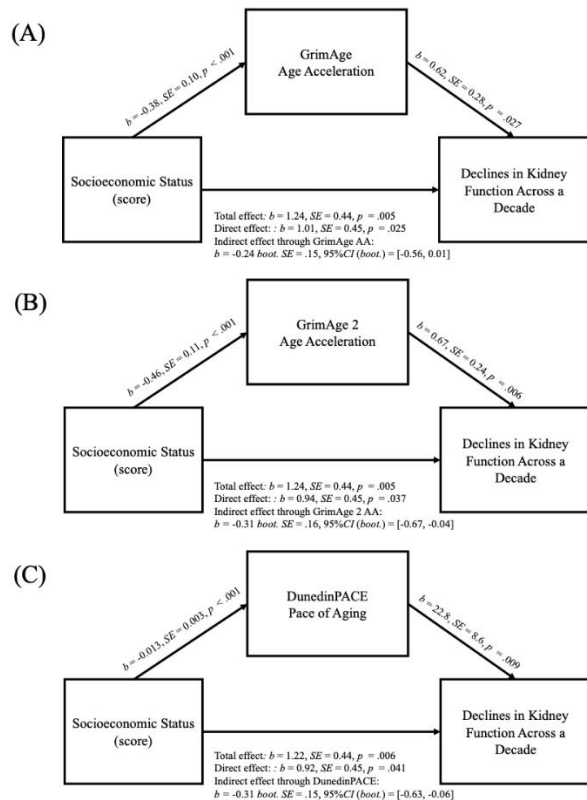 (A)
GrimAge
Age Acceleration
b = -0.38, SE = 0.10, p < .001
b = 0.62, SE = 0.28, p = .027
Socioeconomic Status
(score)
Declines in Kidney
Function Across a
Decade
Total effect: b = 1.24, SE = 0.44, p = .005
Direct effect: : b = 1.01, SE = 0.45, p = .025
Indirect effect through GrimAge AA:
b = -0.24 boot. SE = .15, 95%CI (boot.) = [-0.56, 0.01]
(B)
GrimAge 2
Age Acceleration
b = -0.46, SE = 0.11, p < .001
b = 0.67, SE = 0.24, p = .006
Socioeconomic Status
(score)
Declines in Kidney
Function Across a
Decade
Total effect: b = 1.24, SE = 0.44, p = .005
Direct effect: : b = 0.94, SE = 0.45, p = .037
Indirect effect through GrimAge 2 AA:
b = -0.31 boot. SE = .16, 95%CI (boot.) = [-0.67, -0.04]
(C)
DunedinPACE
Pace of Aging
b = -0.013, SE = 0.003, p < .001
b = 22.8, SE = 8.6, p = .009
Socioeconomic Status
(score)
Declines in Kidney
Function Across a
Decade
Total effect: b = 1.22, SE = 0.44, p = .006
Direct effect: : b = 0.92, SE = 0.45, p = .041
Indirect effect through DunedinPACE:
b = -0.31 boot. SE = .15, 95%CI (boot.) = [-0.63, -0.06]